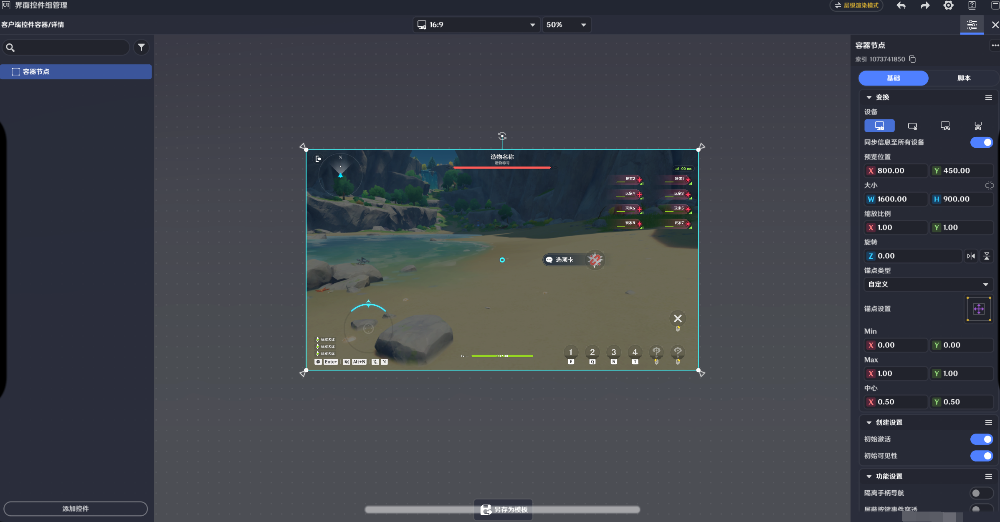 UI 界面控件组管理
层级渲染模式
客户端控件容器/详情
16:9
50%
容器节点
添加控件
N
造物名称
造物称号
00 ms
玩家2
玩家1
玩家4
玩家3
玩家6
玩家5
玩家8
玩家7
选项卡
玩家名称
玩家名称
玩家名称
Enter
Alt+N
N
Lv.--
00 / 00
1
2
3
4
E
Q
R
T
另存为模板
容器节点
索引 1073741850
基础
脚本
变换
设备
同步信息至所有设备
预览位置
X 800.00
Y 450.00
大小
W 1600.00
H 900.00
缩放比例
X 1.00
Y 1.00
旋转
Z 0.00
锚点类型
自定义
锚点设置
Min
X 0.00
Y 0.00
Max
X 1.00
Y 1.00
中心
X 0.50
Y 0.50
创建设置
初始激活
初始可见性
功能设置
隔离手柄导航
屏蔽按键事件穿透